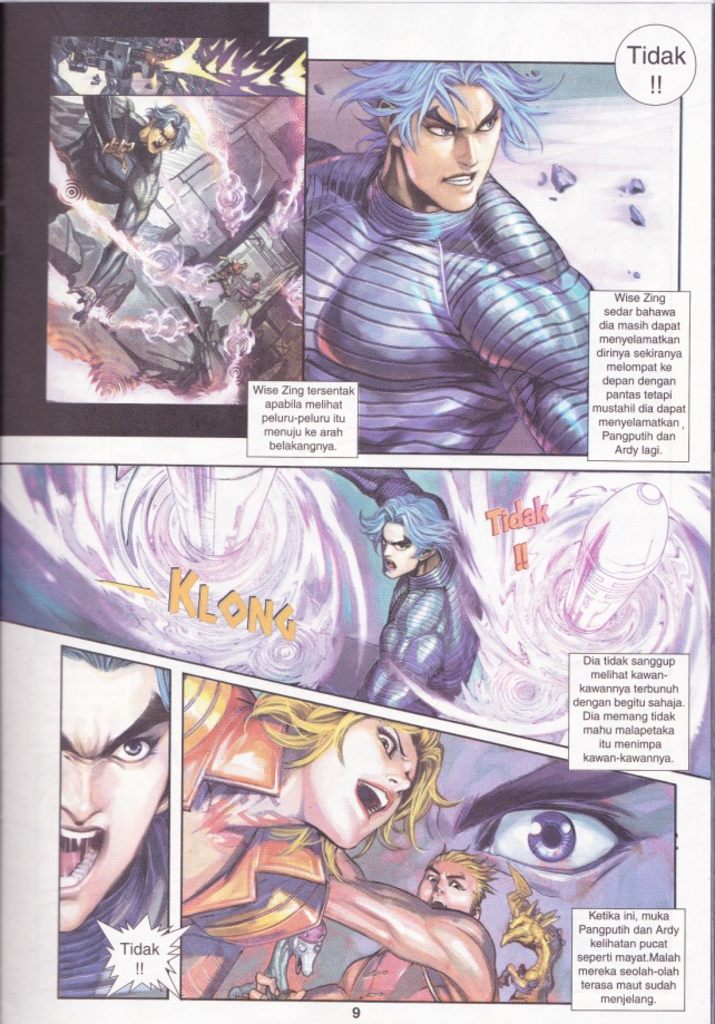 Tidak
!!
Wise Zing tersentak
apabila melihat
peluru-peluru itu
menuju ke arah
belakangnya.
Wise Zing
sedar bahawa
dia masih dapat
menyelamatkan
dirinya sekiranya
melompat ke
depan dengan
pantas tetapi
mustahil dia dapat
menyelamatkan
Pangputih dan
Ardy lagi.
KLONG
Tidak
!!
Dia tidak sanggup
melihat kawan-
kawannya terbunuh
dengan begitu sahaja.
Dia memang tidak
mahu malapetaka
itu menimpa
kawan-kawannya.
Tidak
!!
Ketika ini, muka
Pangputih dan Ardy
kelihatan pucat
seperti mayat.Malah
mereka seolah-olah
terasa maut sudah
menjelang.
9